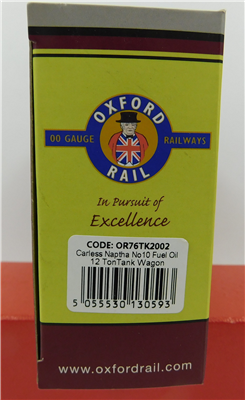 OXFORD
00 GAUGE RAILWAYS
RAIL
In Pursuit of
Excellence
CODE: OR76TK2002
Carless Naptha No10 Fuel Oil
12 TonTank Wagon
5 055530 130593
www.oxfordrail.com